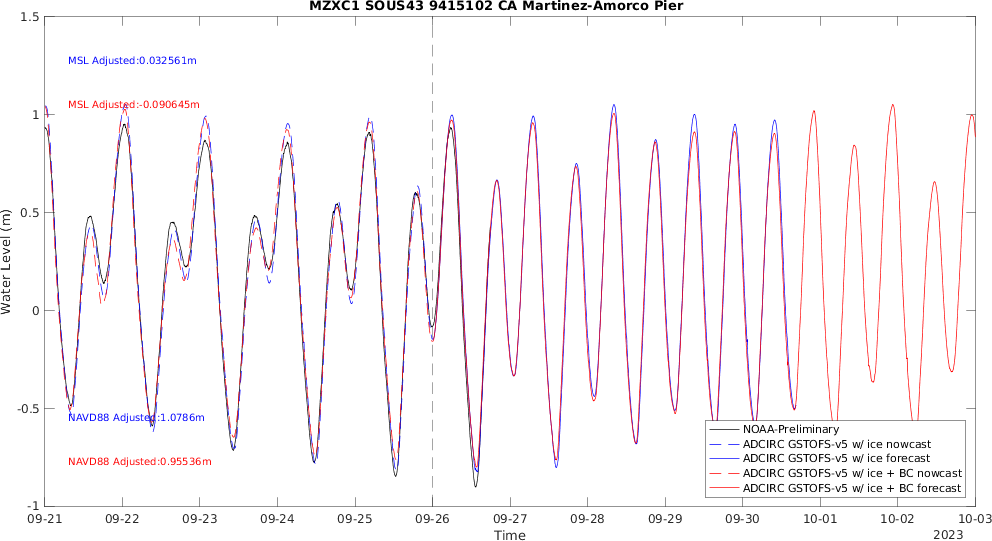 MZXC1 SOUS43 9415102 CA Martinez-Amorco Pier
1.5
1
0.5
0
-0.5
-1
Water Level (m)
MSL Adjusted:0.032561m
MSL Adjusted:-0.090645m
NAVD88 Adjusted:1.0786m
NAVD88 Adjusted:0.95536m
NOAA-Preliminary
ADCIRC GSTOFS-v5 w/ ice nowcast
ADCIRC GSTOFS-v5 w/ ice forecast
ADCIRC GSTOFS-v5 w/ ice + BC nowcast
ADCIRC GSTOFS-v5 w/ ice + BC forecast
09-21 09-22 09-23 09-24 09-25 09-26 09-27 09-28 09-29 09-30 10-01 10-02 10-03
Time
2023